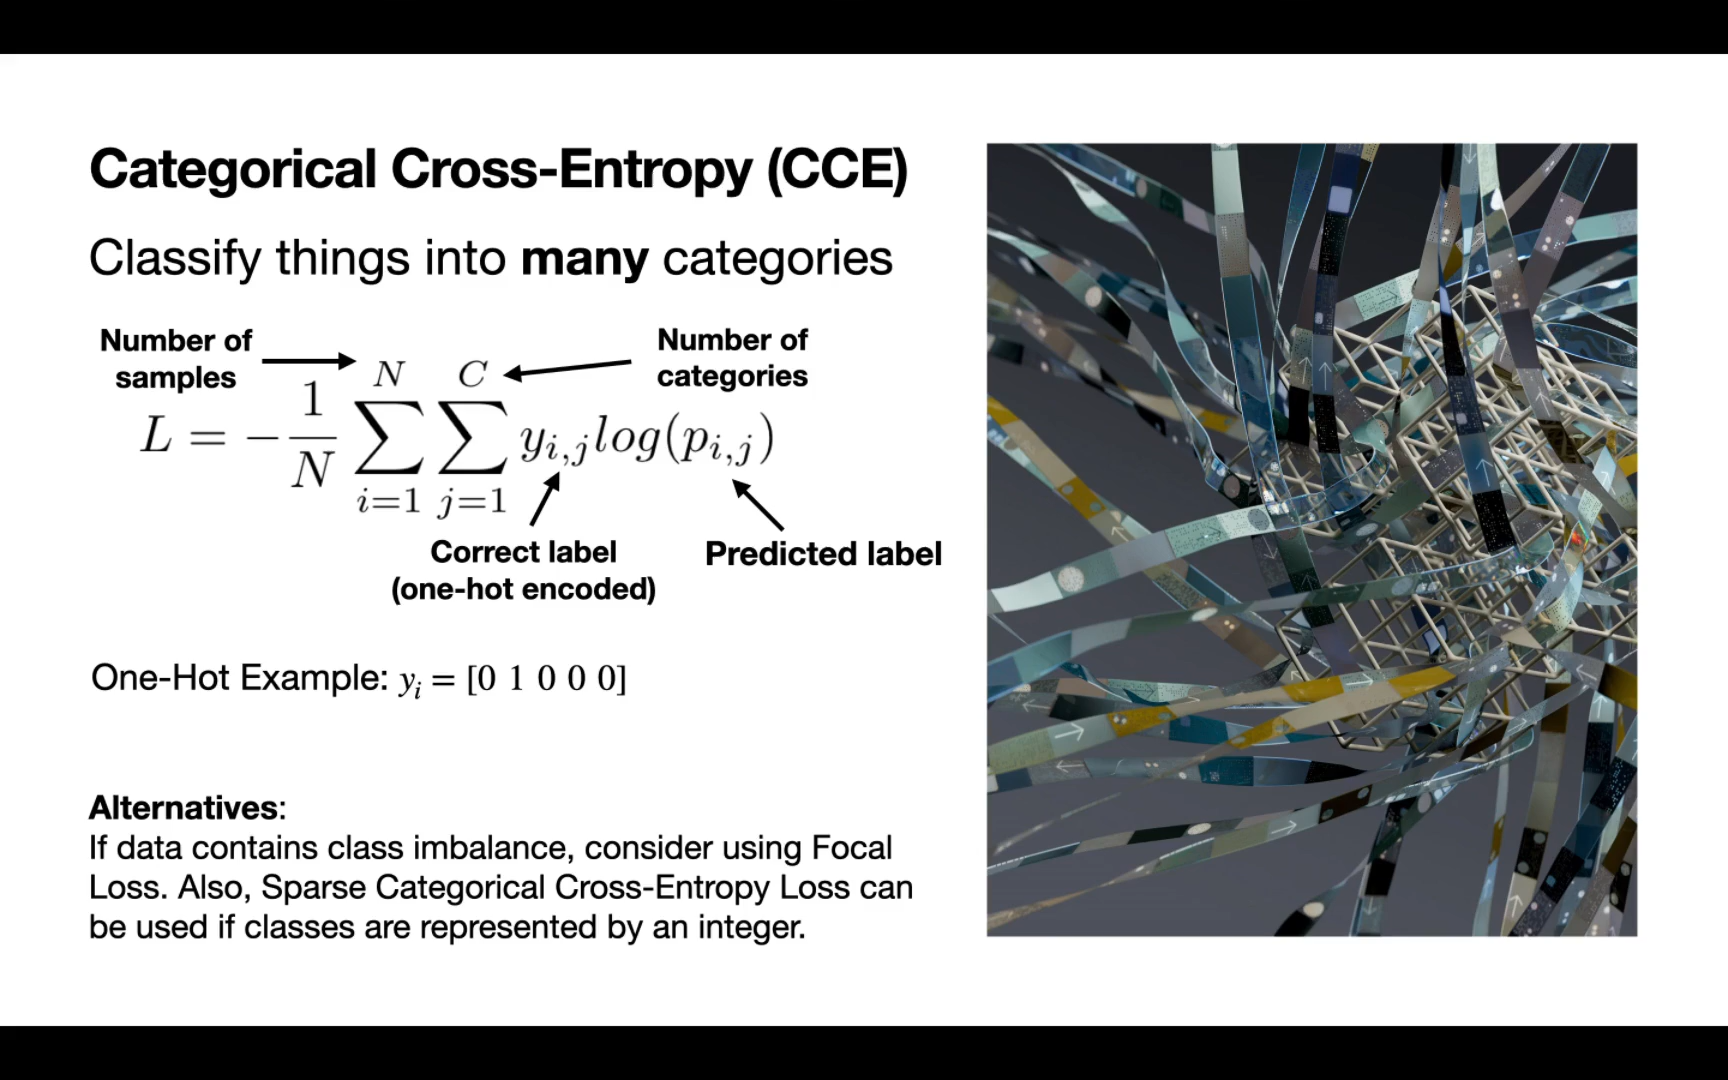 Categorical Cross-Entropy (CCE)
Classify things into many categories
Number of
samples
Number of
categories
L = -\frac{1}{N} \sum_{i=1}^{N} \sum_{j=1}^{C} y_{i,j} log(p_{i,j})
Correct label
(one-hot encoded)
Predicted label
One-Hot Example: y_i = [0 1 0 0 0]
Alternatives:
If data contains class imbalance, consider using Focal
Loss. Also, Sparse Categorical Cross-Entropy Loss can
be used if classes are represented by an integer.